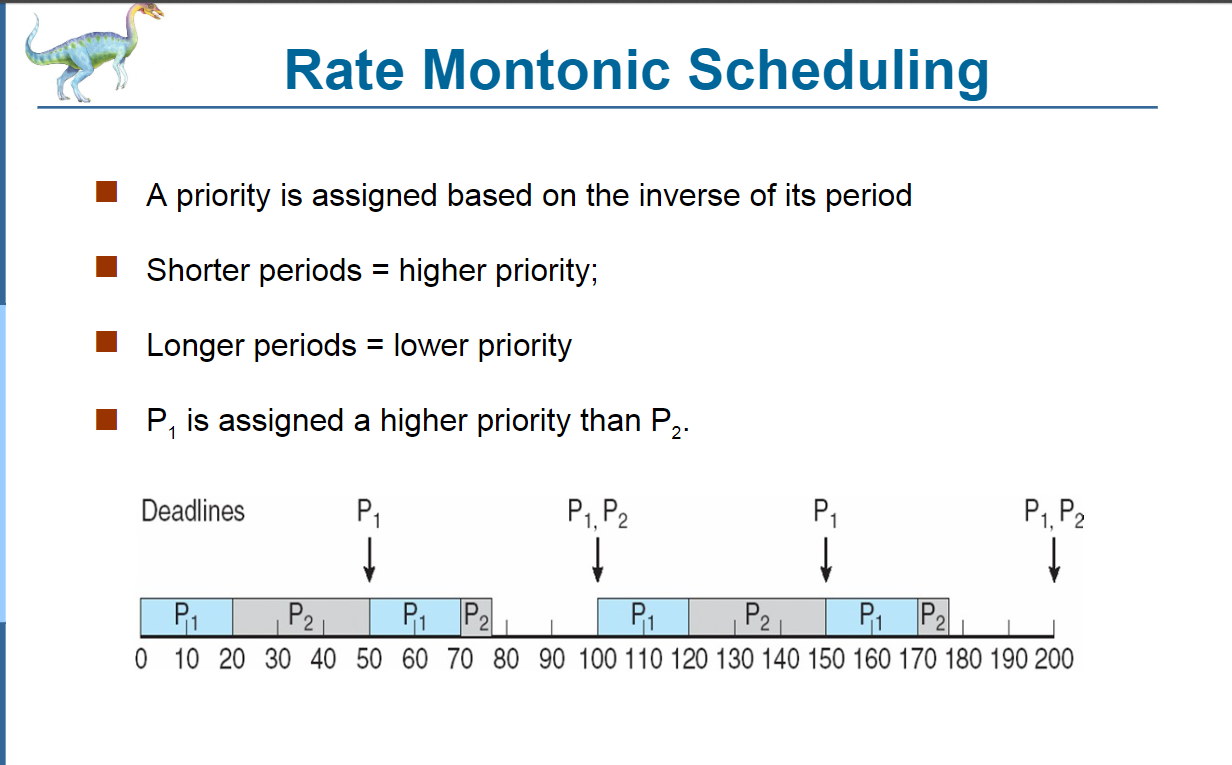 Rate Montonic Scheduling
A priority is assigned based on the inverse of its period
Shorter periods = higher priority;
Longer periods = lower priority
P1 is assigned a higher priority than P2.
Deadlines P1 P1, P2 P1 P1, P2
P1 P2 P1 P2 P1 P2 P1 P2
0 10 20 30 40 50 60 70 80 90 100 110 120 130 140 150 160 170 180 190 200